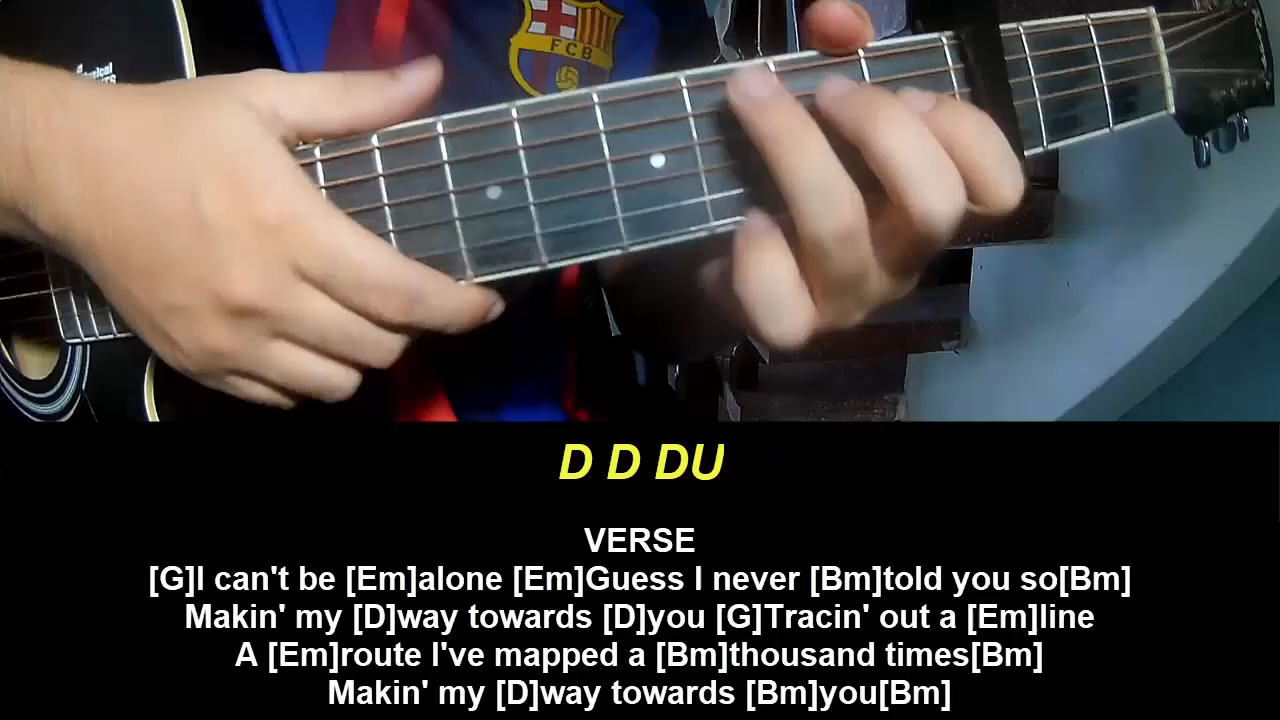 FCB
D D DU
VERSE
[G]I can't be [Em]alone [Em]Guess I never [Bm]told you so[Bm]
Makin' my [D]way towards [D]you [G]Tracin' out a [Em]line
A [Em]route I've mapped a [Bm]thousand times[Bm]
Makin' my [D]way towards [Bm]you[Bm]